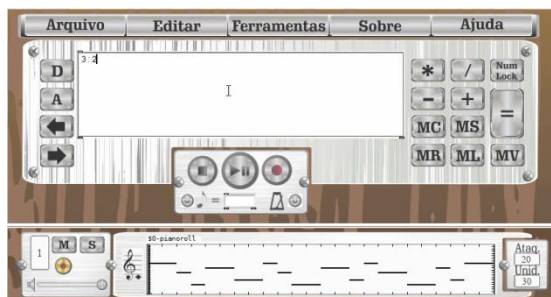 Arquivo Editar Ferramentas Sobre Ajuda
3:2
D * / Num Lock
A - + =
MC MS
MR ML MV
=
$0-pianoroll
1 M S
Ataq.
20
Unid.
30